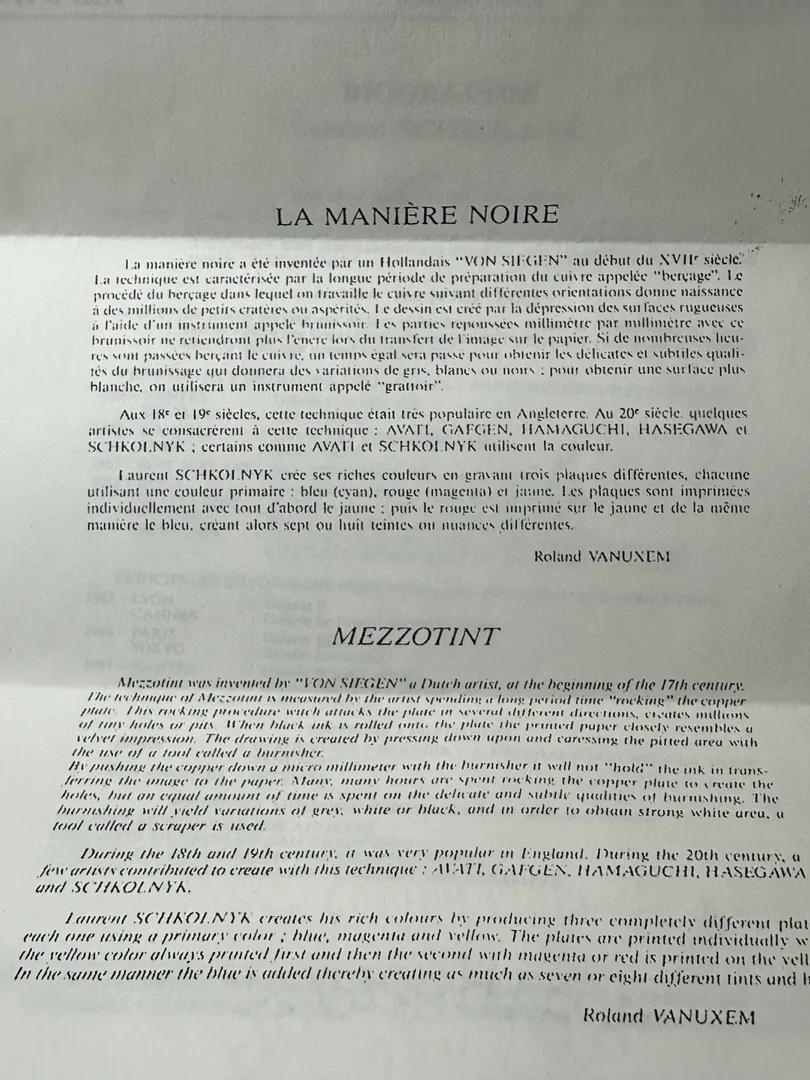 LA MANIÈRE NOIRE
La manière noire a été inventée par un Hollandais "VON SIEGEN" au début du XVIIᵉ siècle.
La technique est caractérisée par la longue période de préparation du cuivre appelée "berçage". Le
procédé du berçage dans lequel on travaille le cuivre suivant différentes orientations donne naissance
à des millions de petits cratères ou aspérités. Le dessin est créé par la dépression des surfaces rugueuses
à l'aide d'un instrument appelé brunissoir. Les parties repoussées millimètre par millimètre avec ce
brunissoir ne retiendront plus l'encre lors du transfert de l'image sur le papier. Si de nombreuses heu-
res sont passées berçant le cuivre, un temps égal sera passé pour obtenir les délicates et subtiles quali-
tés du brunissage qui donnera des variations de gris, blancs ou noirs ; pour obtenir une surface plus
blanche, on utilisera un instrument appelé "grattoir".
Aux 18ᵉ et 19ᵉ siècles, cette technique était très populaire en Angleterre. Au 20ᵉ siècle, quelques
artistes se consacrèrent à cette technique : AVATI, GAFGEN, HAMAGUCHI, HASEGAWA et
SCHKOLNYK ; certains comme AVATI et SCHKOLNYK utilisent la couleur.
Laurent SCHKOLNYK crée ses riches couleurs en gravant trois plaques différentes, chacune
utilisant une couleur primaire : bleu (cyan), rouge (magenta) et jaune. Les plaques sont imprimées
individuellement avec tout d'abord le jaune ; puis le rouge est imprimé sur le jaune et de la même
manière le bleu, créant alors sept ou huit teintes ou nuances différentes.
Roland VANUXEM
MEZZOTINT
Mezzotint was invented by "VON SIEGEN" a Dutch artist, at the beginning of the 17th century.
The technique of Mezzotint is measured by the artist spending a long period time "rocking" the copper
plate. This rocking procedure witch attacks the plate in several different directions, creates millions
of tiny holes or pits. When black ink is rolled onto the plate the printed paper closely resembles a
velvet impression. The drawing is created by pressing down upon and caressing the pitted area with
the use of a tool called a burnisher.
By pushing the copper down a micro millimeter with the burnisher it will not "hold" the ink in trans-
ferring the image to the paper. Many, many hours are spent rocking the copper plate to create the
holes, but an equal amount of time is spent on the delicate and subtle qualities of burnishing. The
burnishing will yield variations of grey, white or black, and in order to obtain strong white area, a
tool called a scraper is used.
During the 18th and 19th century, it was very popular in England. During the 20th century, a
few artists contributed to create with this technique : AVATI, GAFGEN, HAMAGUCHI, HASEGAWA
and SCHKOLNYK.
Laurent SCHKOLNYK creates his rich colours by producing three completely different plat
each one using a primary color ; blue, magenta and yellow. The plates are printed individually w
the yellow color always printed first and then the second with magenta or red is printed on the yell
In the same manner the blue is added thereby creating as much as seven or eight different tints and h
Roland VANUXEM